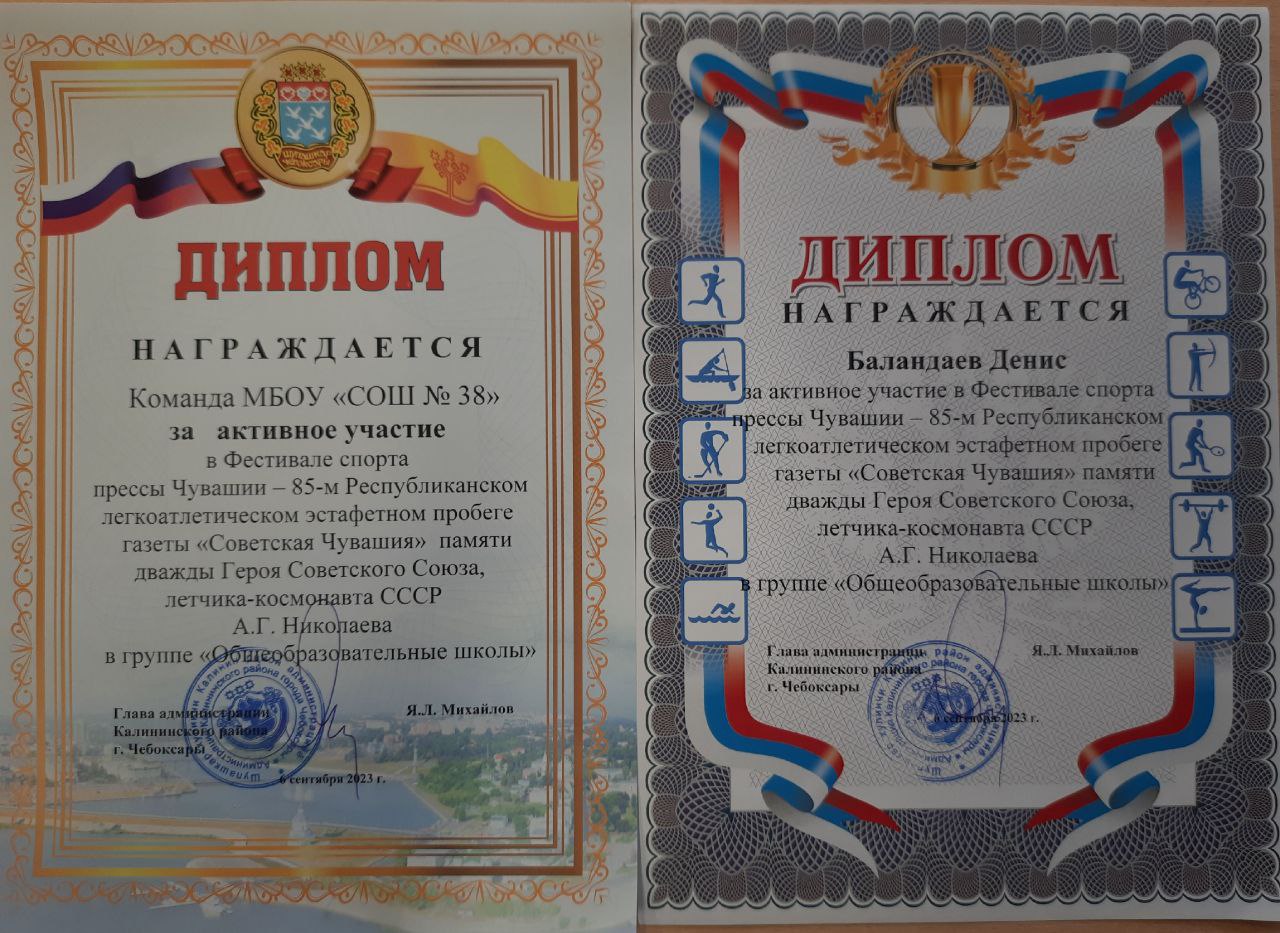 ШУПАШКАР
ЧЕБОКСАРЫ
ДИПЛОМ
НАГРАЖДАЕТСЯ
Команда МБОУ «СОШ № 38»
за активное участие
в Фестивале спорта
прессы Чувашии – 85-м Республиканском
легкоатлетическом эстафетном пробеге
газеты «Советская Чувашия» памяти
дважды Героя Советского Союза,
летчика-космонавта СССР
А.Г. Николаева
в группе «Общеобразовательные школы»
Глава администрации
Калининского района
г. Чебоксары
Я.Л. Михайлов
6 сентября 2023 г.
ДИПЛОМ
НАГРАЖДАЕТСЯ
Баландаев Денис
за активное участие в Фестивале спорта
прессы Чувашии – 85-м Республиканском
легкоатлетическом эстафетном пробеге
газеты «Советская Чувашия» памяти
дважды Героя Советского Союза,
летчика-космонавта СССР
А.Г. Николаева
в группе «Общеобразовательные школы»
Глава администрации
Калининского района
г. Чебоксары
Я.Л. Михайлов
6 сентября 2023 г.